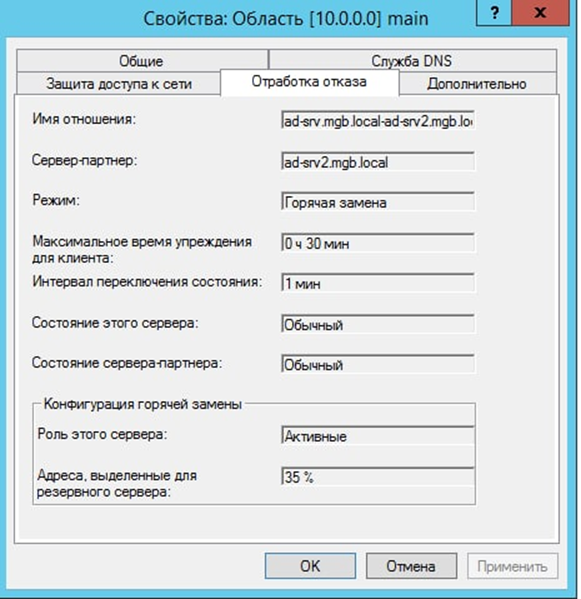 Свойства: Область [10.0.0.0] main
? x
Общие
Служба DNS
Защита доступа к сети
Отработка отказа
Дополнительно
Имя отношения:
ad-srv.mgb.local-ad-srv2.mgb.lo
Сервер-партнер:
ad-srv2.mgb.local
Режим:
Горячая замена
Максимальное время упреждения
для клиента:
0 ч 30 мин
Интервал переключения состояния:
1 мин
Состояние этого сервера:
Обычный
Состояние сервера-партнера:
Обычный
Конфигурация горячей замены
Роль этого сервера:
Активные
Адреса, выделенные для
резервного сервера:
35 %
OK
Отмена
Применить